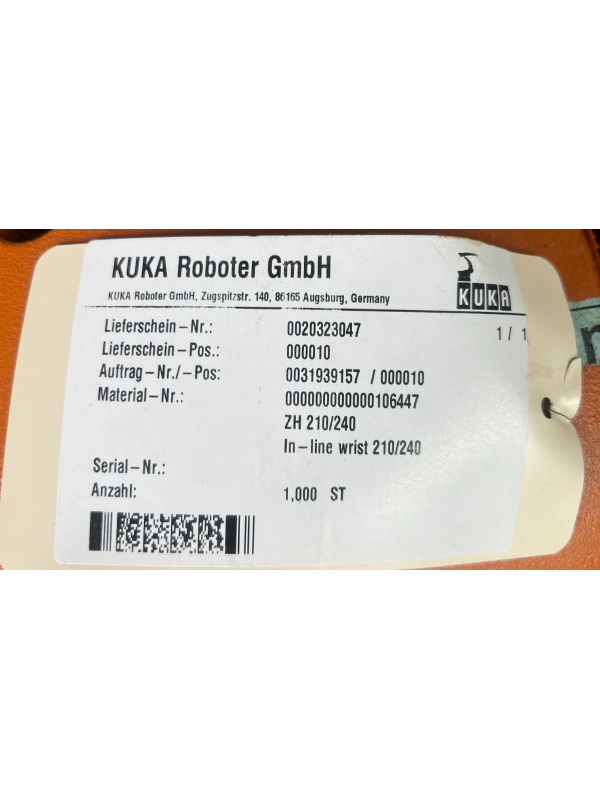 KUKA Roboter GmbH
KUKA
KUKA Roboter GmbH, Zugspitzstr. 140, 86165 Augsburg, Germany
Lieferschein-Nr.: 0020323047 1 / 1
Lieferschein-Pos.: 000010
Auftrag-Nr./-Pos: 0031939157 / 000010
Material-Nr.: 000000000000106447
ZH 210/240
In-line wrist 210/240
Serial-Nr.:
Anzahl: 1,000 ST